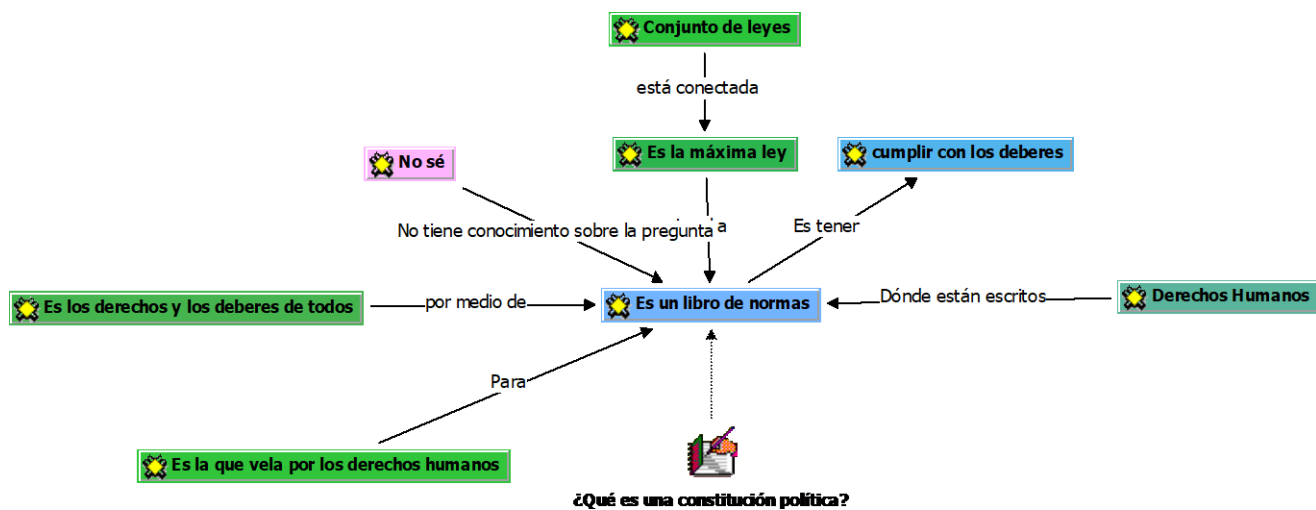 Conjunto de leyes
está conectada
Es la máxima ley
No sé
cumplir con los deberes
No tiene conocimiento sobre la pregunta
a
Es tener
Es los derechos y los deberes de todos
por medio de
Es un libro de normas
Dónde están escritos
Derechos Humanos
Para
Es la que vela por los derechos humanos
¿Qué es una constitución política?